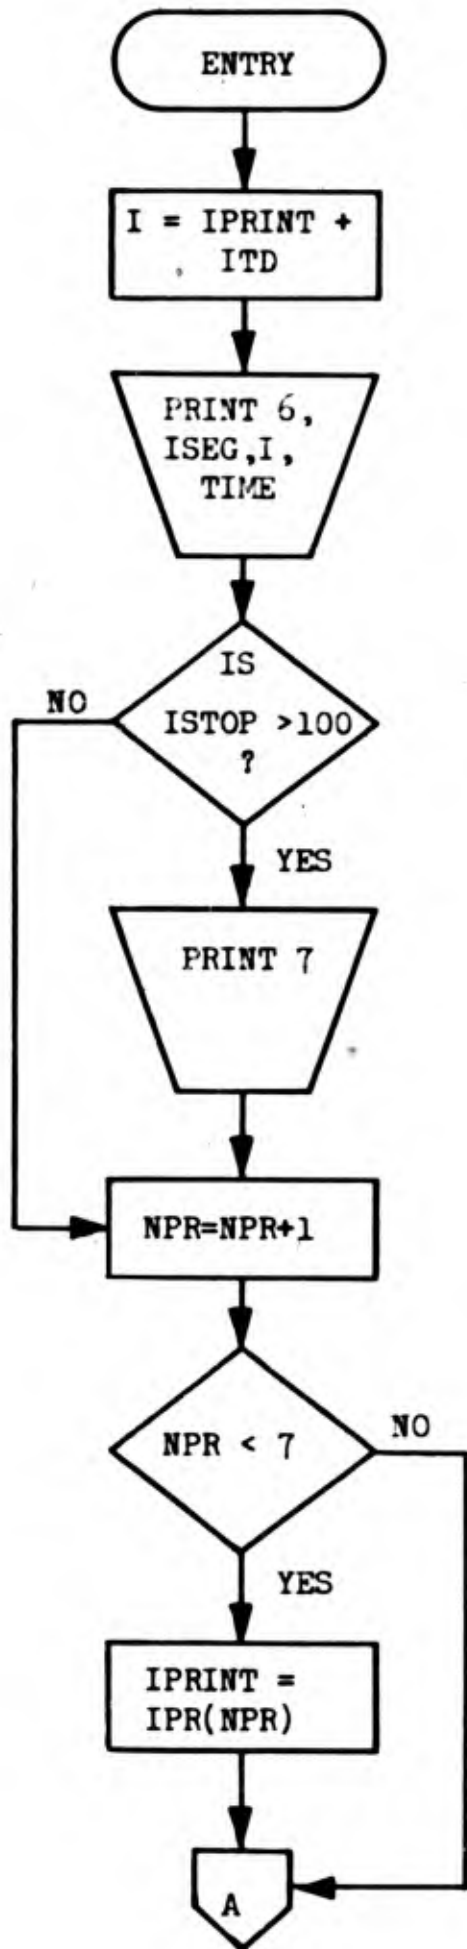 ENTRY
I = IPRINT +
ITD
PRINT 6,
ISEG,I,
TIME
IS
NO
ISTOP >100
?
YES
PRINT 7
NPR=NPR+1
NPR < 7
NO
YES
IPRINT =
IPR(NPR)
A